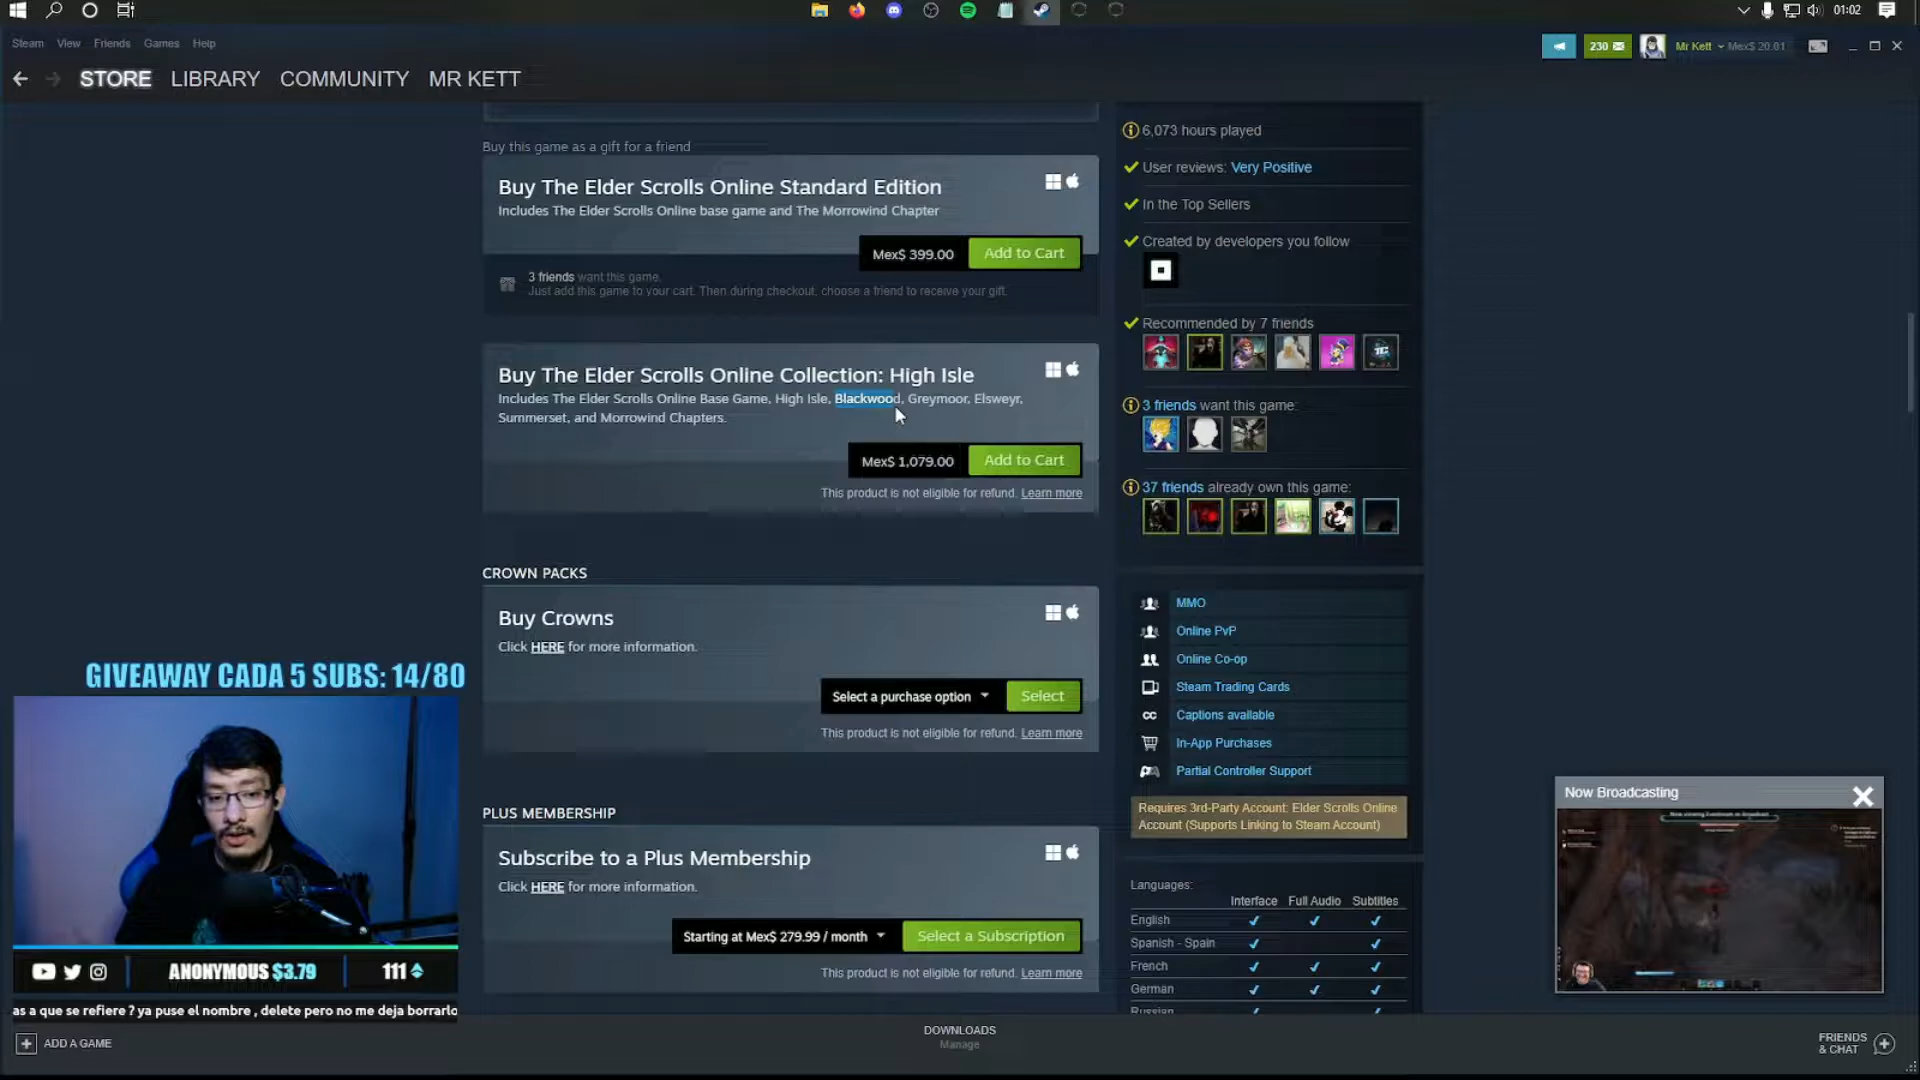 01:02
Steam View Friends Games Help
230
Mr Kett
Mex$ 20.01
STORE LIBRARY COMMUNITY MR KETT
Buy this game as a gift for a friend
Buy The Elder Scrolls Online Standard Edition
Includes The Elder Scrolls Online base game and The Morrowind Chapter
Mex$ 399.00
Add to Cart
3 friends want this game.
Just add this game to your cart. Then during checkout, choose a friend to receive your gift.
Buy The Elder Scrolls Online Collection: High Isle
Includes The Elder Scrolls Online Base Game, High Isle, Blackwood, Greymoor, Elsweyr,
Summerset, and Morrowind Chapters.
Mex$ 1,079.00
Add to Cart
This product is not eligible for refund. Learn more
CROWN PACKS
Buy Crowns
Click HERE for more information.
Select a purchase option
Select
This product is not eligible for refund. Learn more
PLUS MEMBERSHIP
Subscribe to a Plus Membership
Click HERE for more information.
Starting at Mex$ 279.99 / month
Select a Subscription
This product is not eligible for refund. Learn more
6,073 hours played
User reviews: Very Positive
In the Top Sellers
Created by developers you follow
Recommended by 7 friends
3 friends want this game:
37 friends already own this game:
MMO
Online PvP
Online Co-op
Steam Trading Cards
CC Captions available
In-App Purchases
Partial Controller Support
Requires 3rd-Party Account: Elder Scrolls Online
Account (Supports Linking to Steam Account)
Languages:
Interface Full Audio Subtitles
English
Spanish - Spain
French
German
Russian
GIVEAWAY CADA 5 SUBS: 14/80
ANONYMOUS $3.79
111
as a que se refiere ? ya puse el nombre , delete pero no me deja borrarlo
Now Broadcasting
ADD A GAME
DOWNLOADS
Manage
FRIENDS
& CHAT